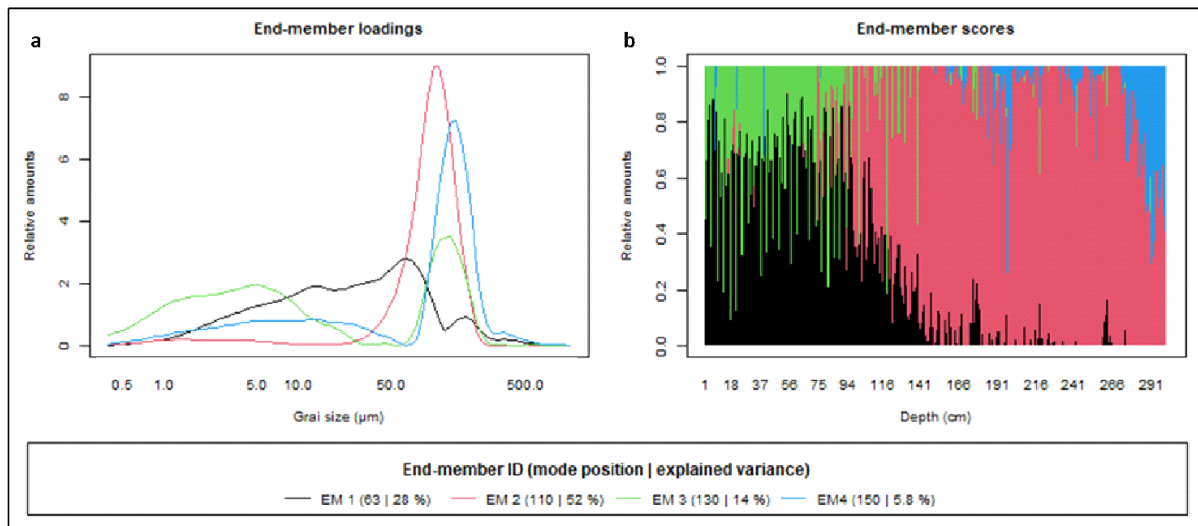 a
End-member loadings
Relative amounts
8
6
4
2
0
0.5 1.0 5.0 10.0 50.0 500.0
Grai size (µm)
b
End-member scores
Relative amounts
1.0
0.8
0.6
0.4
0.2
0.0
1 18 37 56 75 94 116 141 166 191 216 241 266 291
Depth (cm)
End-member ID (mode position | explained variance)
EM 1 (63 | 28 %) EM 2 (110 | 52 %) EM 3 (130 | 14 %) EM4 (150 | 5.8 %)